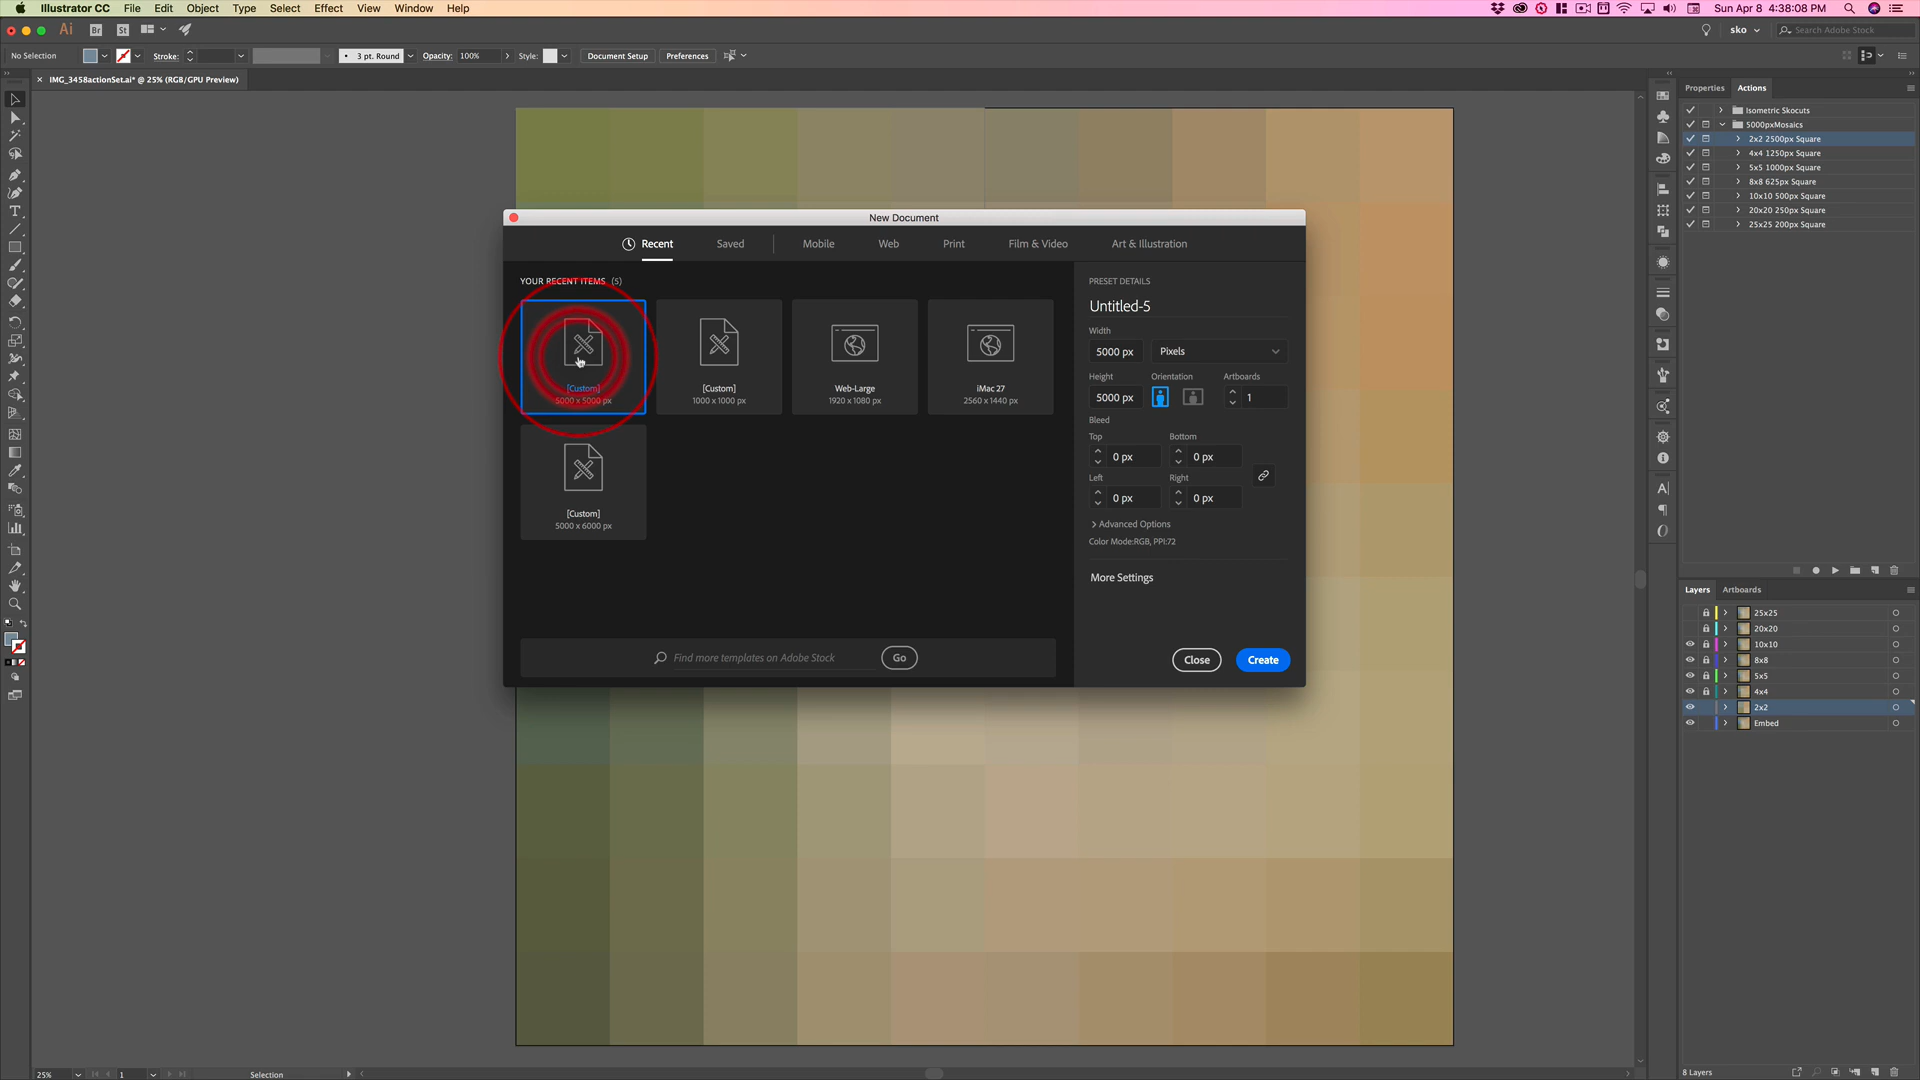 Illustrator CC File Edit Object Type Select Effect View Window Help
Sun Apr 8 4:38:08 PM
Ai Br St
sko Search Adobe Stock
No Selection Stroke: 3 pt. Round Opacity: 100% Style: Document Setup Preferences
× IMG_3458actionSet.ai* @ 25% (RGB/GPU Preview)
Properties Actions
Isometric Skocuts
5000pxMosaics
2x2 2500px Square
4x4 1250px Square
5x5 1000px Square
8x8 625px Square
10x10 500px Square
20x20 250px Square
25x25 200px Square
New Document
Recent Saved Mobile Web Print Film & Video Art & Illustration
YOUR RECENT ITEMS (5)
[Custom]
5000 x 5000 px
[Custom]
1000 x 1000 px
Web-Large
1920 x 1080 px
iMac 27
2560 x 1440 px
[Custom]
5000 x 6000 px
Find more templates on Adobe Stock Go
PRESET DETAILS
Untitled-5
Width
5000 px Pixels
Height Orientation Artboards
5000 px 1
Bleed
Top Bottom
0 px 0 px
Left Right
0 px 0 px
Advanced Options
Color Mode:RGB, PPI:72
More Settings
Close Create
Layers Artboards
25x25
20x20
10x10
8x8
5x5
4x4
2x2
Embed
8 Layers
25% 1 Selection